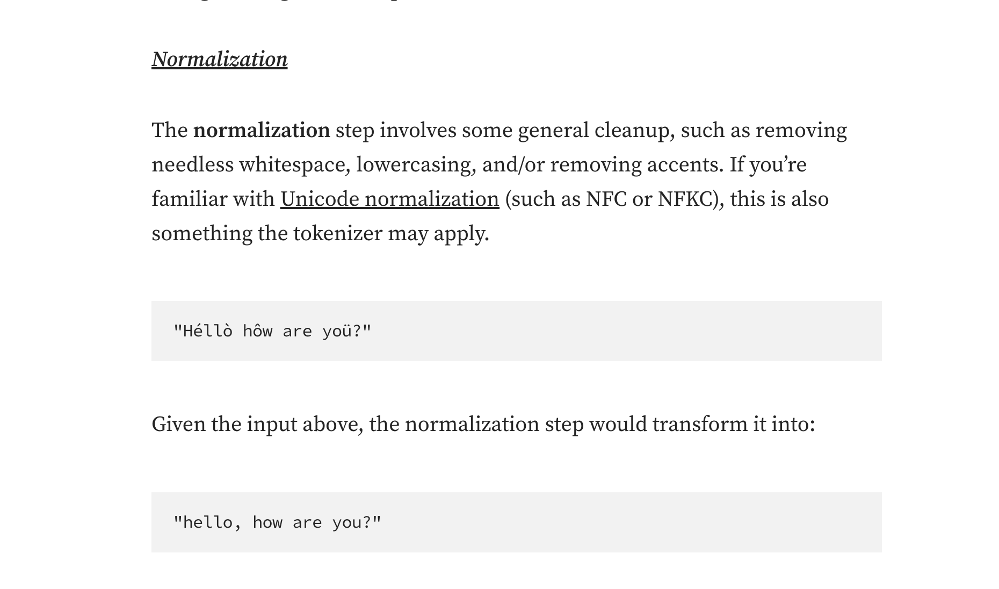 Normalization
The normalization step involves some general cleanup, such as removing
needless whitespace, lowercasing, and/or removing accents. If you’re
familiar with Unicode normalization (such as NFC or NFKC), this is also
something the tokenizer may apply.
"Héllò hôw are yoü?"
Given the input above, the normalization step would transform it into:
"hello, how are you?"